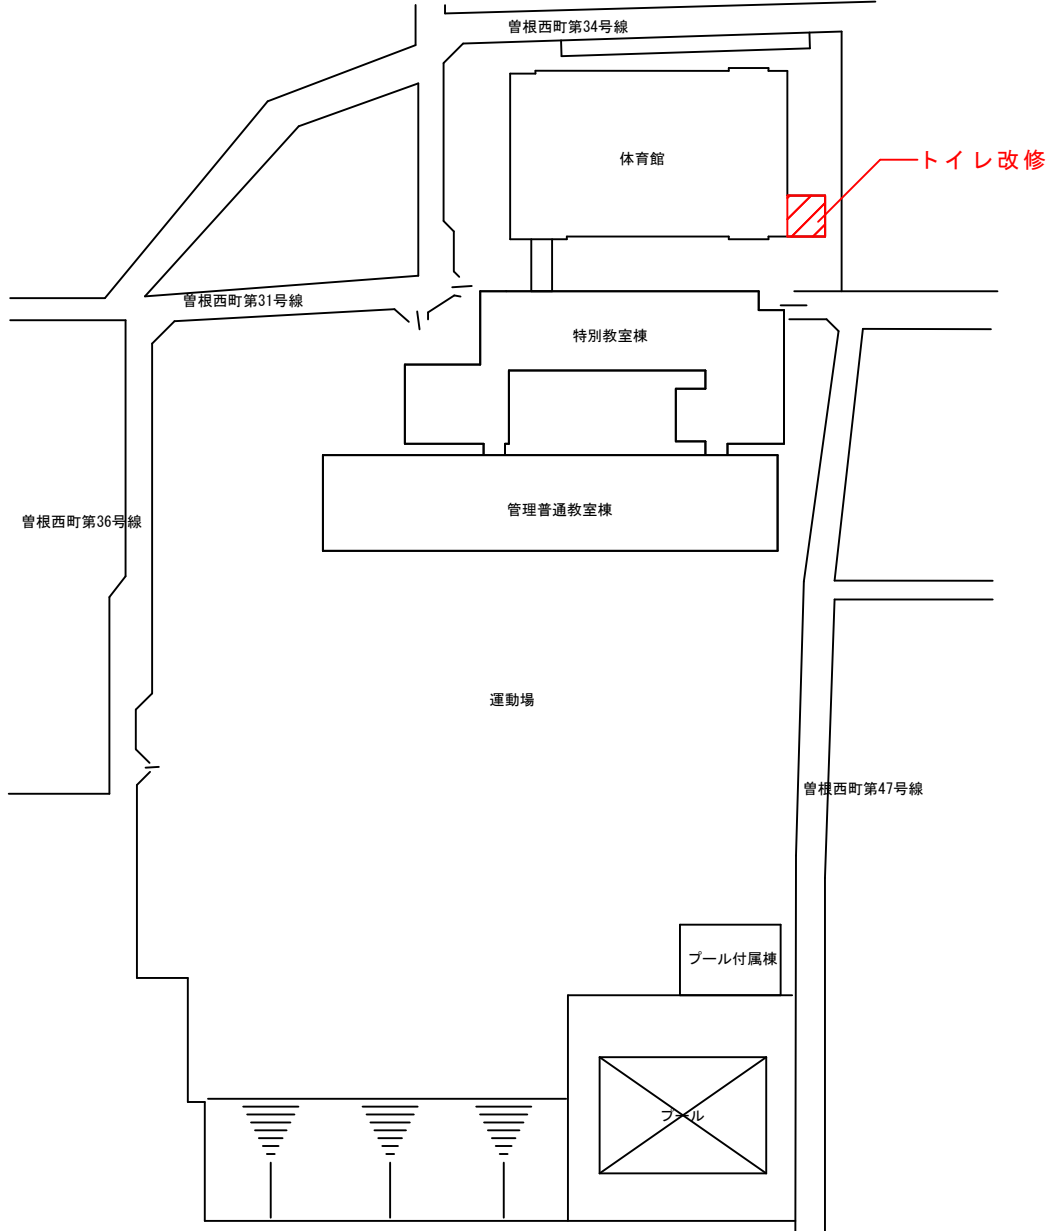 曽根西町第34号線
体育館
トイレ改修
曽根西町第31号線
特別教室棟
管理普通教室棟
曽根西町第36号線
運動場
曽根西町第47号線
プール付属棟
プール